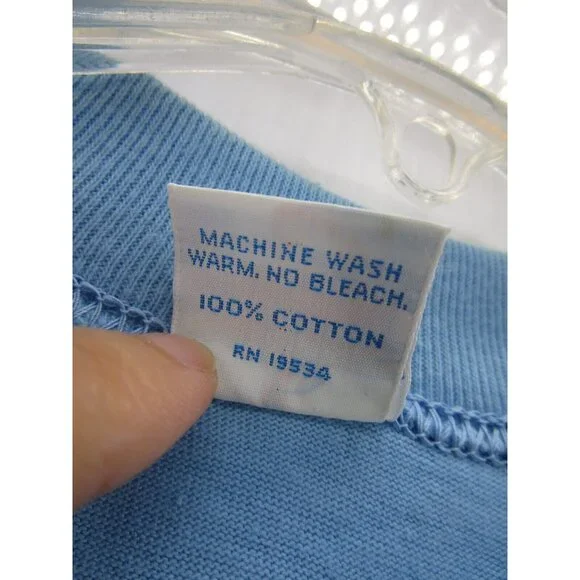 MACHINE WASH
WARM. NO BLEACH.
100% COTTON
RN 19534